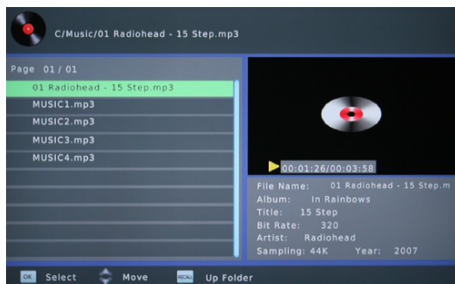 C/Music/01 Radiohead - 15 Step.mp3
Page 01/01
01 Radiohead - 15 Step.mp3
MUSIC1.mp3
MUSIC2.mp3
MUSIC3.mp3
MUSIC4.mp3
00:01:26/00:03:58
File Name: 01 Radiohead - 15 Step.m
Album: In Rainbows
Title: 15 Step
Bit Rate: 320
Artist: Radiohead
Sampling: 44K Year: 2007
OK Select Move RECALL Up Folder